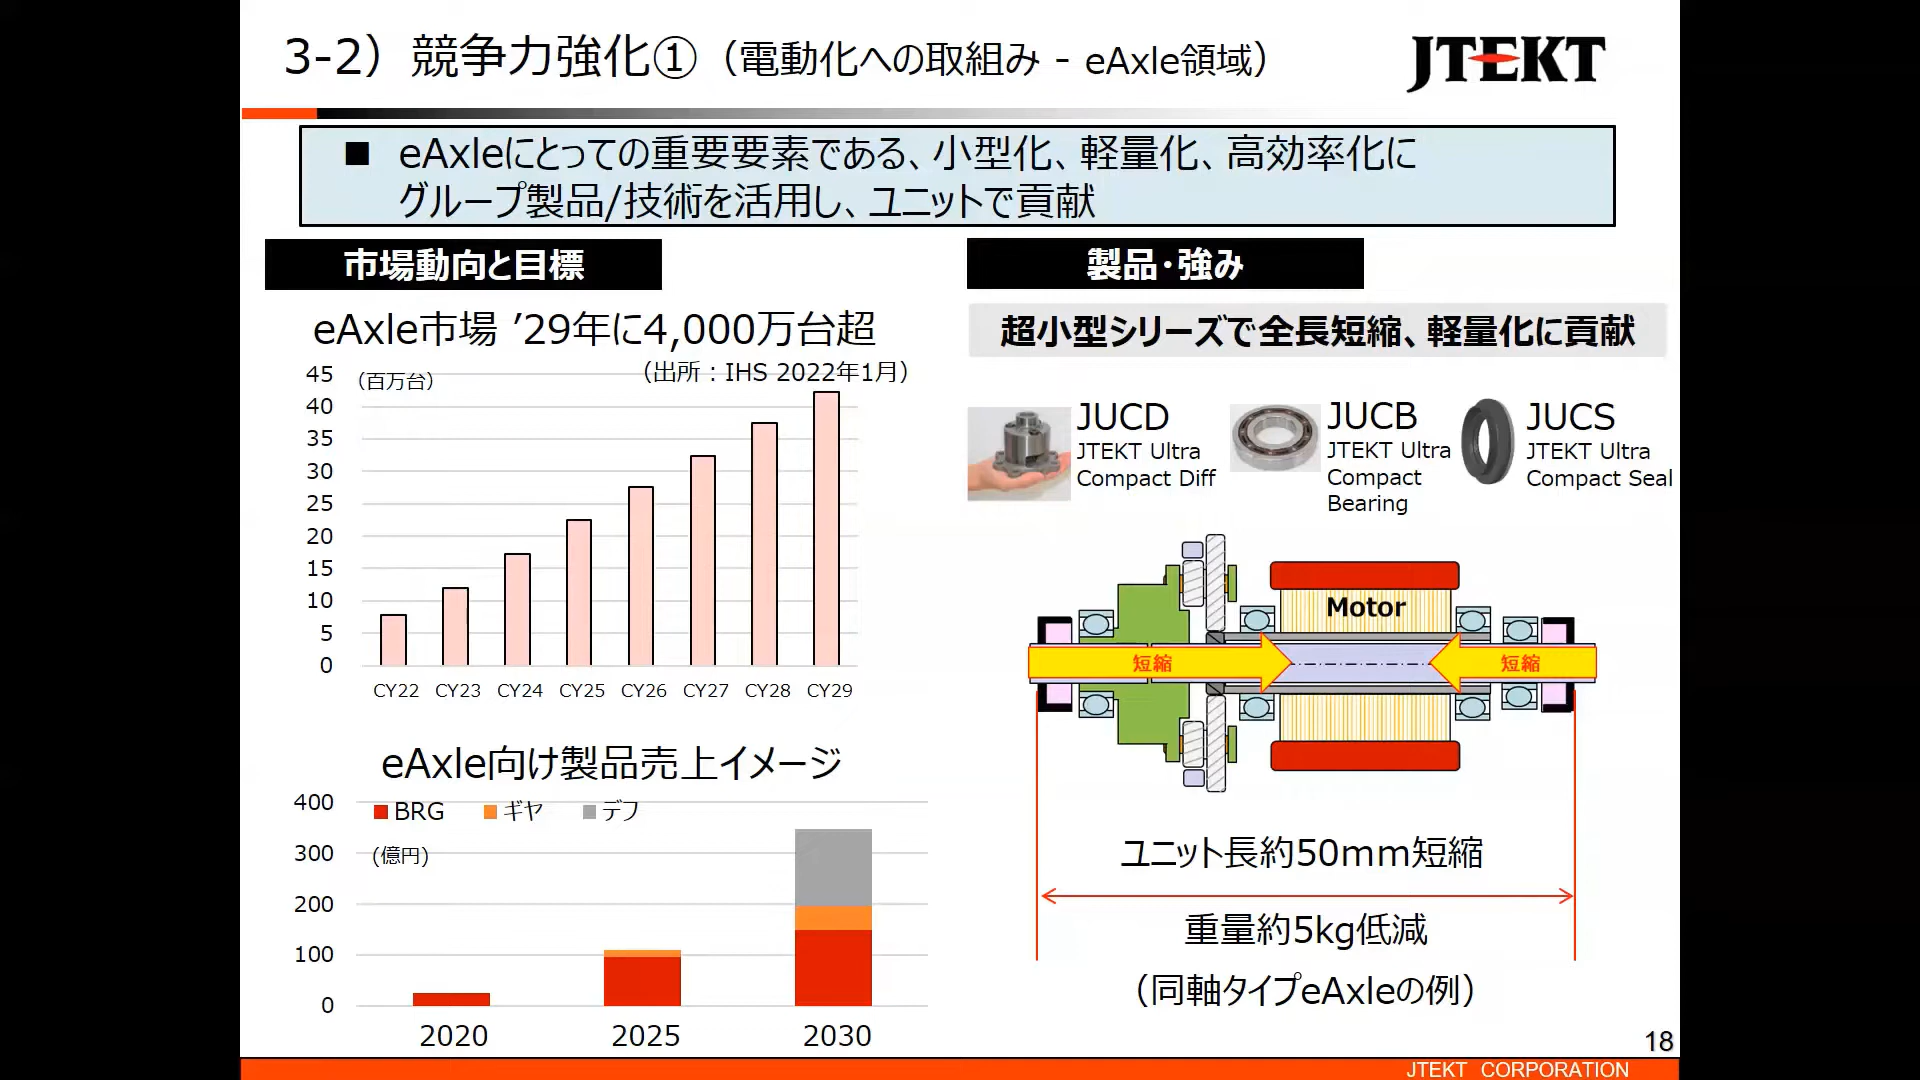 3-2）競争力強化①（電動化への取組み - eAxle領域）
JTEKT
■ eAxleにとっての重要要素である、小型化、軽量化、高効率化に
グループ製品/技術を活用し、ユニットで貢献
市場動向と目標
eAxle市場 ’29年に4,000万台超
（出所：IHS 2022年1月）
（百万台）
45
40
35
30
25
20
15
10
5
0
CY22 CY23 CY24 CY25 CY26 CY27 CY28 CY29
eAxle向け製品売上イメージ
BRG ギヤ デフ
(億円)
400
300
200
100
0
2020 2025 2030
製品・強み
超小型シリーズで全長短縮、軽量化に貢献
JUCD
JTEKT Ultra
Compact Diff
JUCB
JTEKT Ultra
Compact
Bearing
JUCS
JTEKT Ultra
Compact Seal
Motor
短縮 短縮
ユニット長約50mm短縮
重量約5kg低減
（同軸タイプeAxleの例）
18
JTEKT CORPORATION